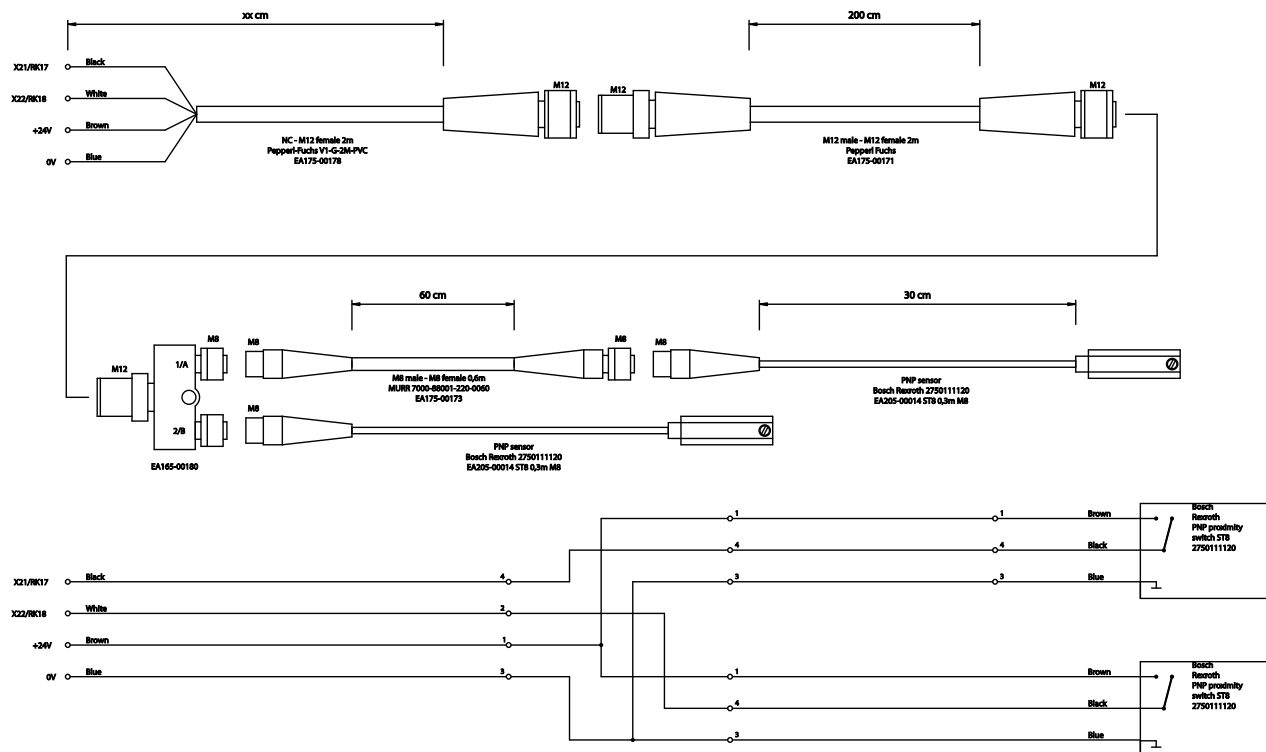 xx cm
200 cm
X21/RK17 Black
X22/RK18 White
+24V Brown
0V Blue
M12
M12
M12
NC - M12 female 2m
Pepperl-Fuchs V1-G-2M-PVC
EA175-00178
M12 male - M12 female 2m
Pepperl Fuchs
EA175-00171
60 cm
30 cm
M12
1/A
2/B
M8
M8
M8
M8
M8
M8 male - M8 female 0,6m
MURR 7000-88001-220-0060
EA175-00173
PNP sensor
Bosch Rexroth 2750111120
EA205-00014 ST8 0,3m M8
PNP sensor
Bosch Rexroth 2750111120
EA205-00014 ST8 0,3m M8
EA165-00180
1 1 Brown
4 4 Black
3 3 Blue
Bosch
Rexroth
PNP proximity
switch ST8
2750111120
X21/RK17 Black 4
X22/RK18 White 2
+24V Brown 1
0V Blue 3
1 Brown
4 Black
3 Blue
Bosch
Rexroth
PNP proximity
switch ST8
2750111120